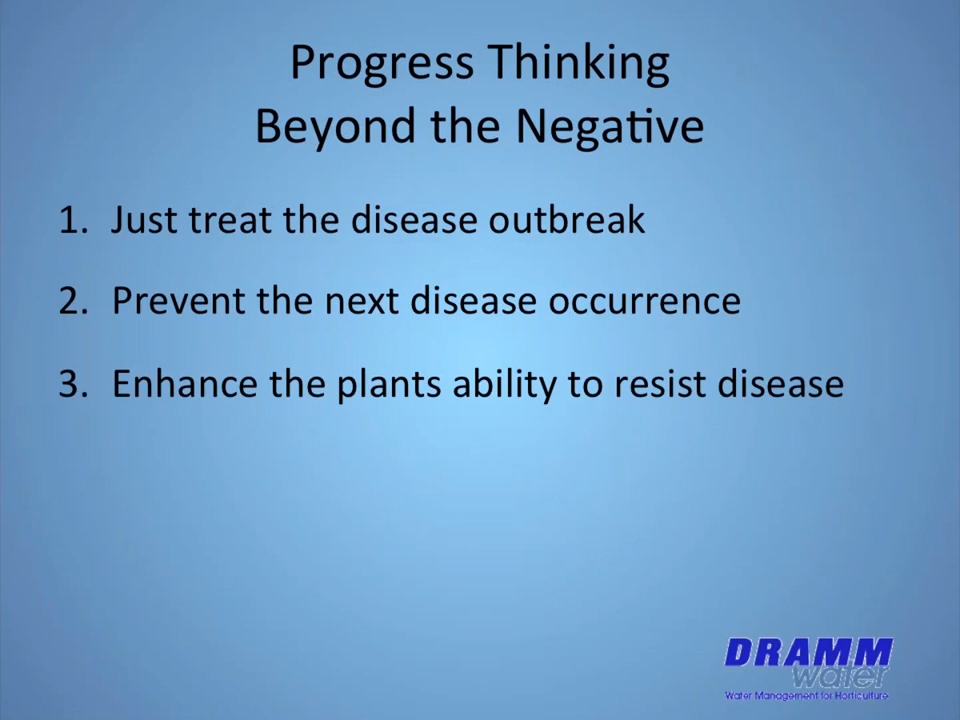 Progress Thinking
Beyond the Negative
1. Just treat the disease outbreak
2. Prevent the next disease occurrence
3. Enhance the plants ability to resist disease
DRAMM
water
Water Management for Horticulture